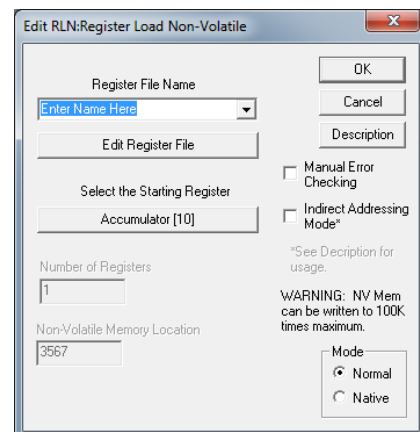 Edit RLN:Register Load Non-Volatile
x
Register File Name
Enter Name Here
Edit Register File
Select the Starting Register
Accumulator [10]
Number of Registers
1
Non-Volatile Memory Location
3567
OK
Cancel
Description
Manual Error
Checking
Indirect Addressing
Mode*
*See Decription for
usage.
WARNING: NV Mem
can be written to 100K
times maximum.
Mode
Normal
Native